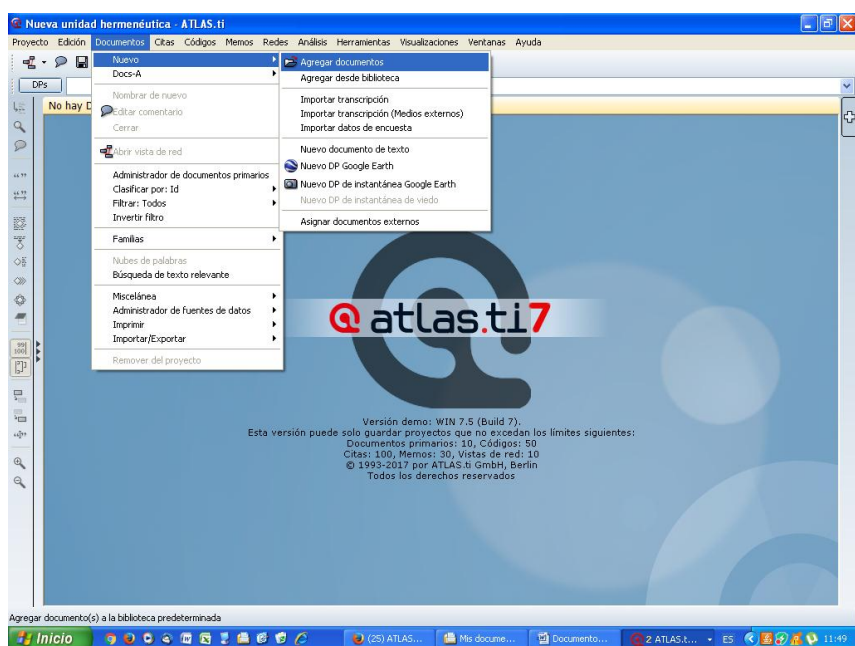 Nueva unidad hermenéutica - ATLAS.ti
Proyecto Edición Documentos Citas Códigos Memos Redes Análisis Herramientas Visualizaciones Ventanas Ayuda
DPs
No hay D
Nuevo
Docs-A
Nombrar de nuevo
Editar comentario
Cerrar
Abrir vista de red
Administrador de documentos primarios
Clasificar por: Id
Filtrar: Todos
Invertir filtro
Familias
Nubes de palabras
Búsqueda de texto relevante
Miscelánea
Administrador de fuentes de datos
Imprimir
Importar/Exportar
Remover del proyecto
Agregar documentos
Agregar desde biblioteca
Importar transcripción
Importar transcripción (Medios externos)
Importar datos de encuesta
Nuevo documento de texto
Nuevo DP Google Earth
Nuevo DP de instantánea Google Earth
Nuevo DP de instantánea de viedo
Asignar documentos externos
atlas.ti7
Versión demo: WIN 7.5 (Build 7).
Esta versión puede solo guardar proyectos que no excedan los límites siguientes:
Documentos primarios: 10, Códigos: 50
Citas: 100, Memos: 30, Vistas de red: 10
© 1993-2017 por ATLAS.ti GmbH, Berlin
Todos los derechos reservados
Agregar documento(s) a la biblioteca predeterminada
Inicio
(25) ATLAS...
Mis docume...
Documento...
2 ATLAS.t...
ES
11:49